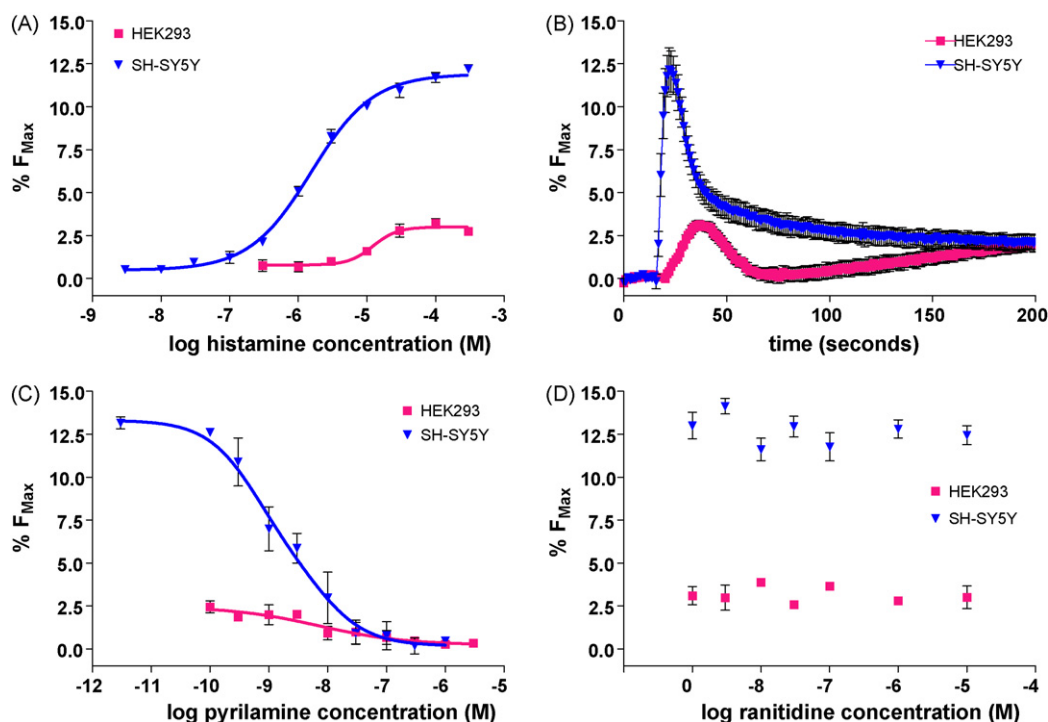 (A)
HEK293
SH-SY5Y
% FMax
15.0
12.5
10.0
7.5
5.0
2.5
0.0
-9 -8 -7 -6 -5 -4 -3
log histamine concentration (M)
(B)
HEK293
SH-SY5Y
% FMax
15.0
12.5
10.0
7.5
5.0
2.5
0.0
0 50 100 150 200
time (seconds)
(C)
HEK293
SH-SY5Y
% FMax
15.0
12.5
10.0
7.5
5.0
2.5
0.0
-12 -11 -10 -9 -8 -7 -6 -5
log pyrilamine concentration (M)
(D)
HEK293
SH-SY5Y
% FMax
15.0
12.5
10.0
7.5
5.0
2.5
0.0
0 -8 -7 -6 -5 -4
log ranitidine concentration (M)